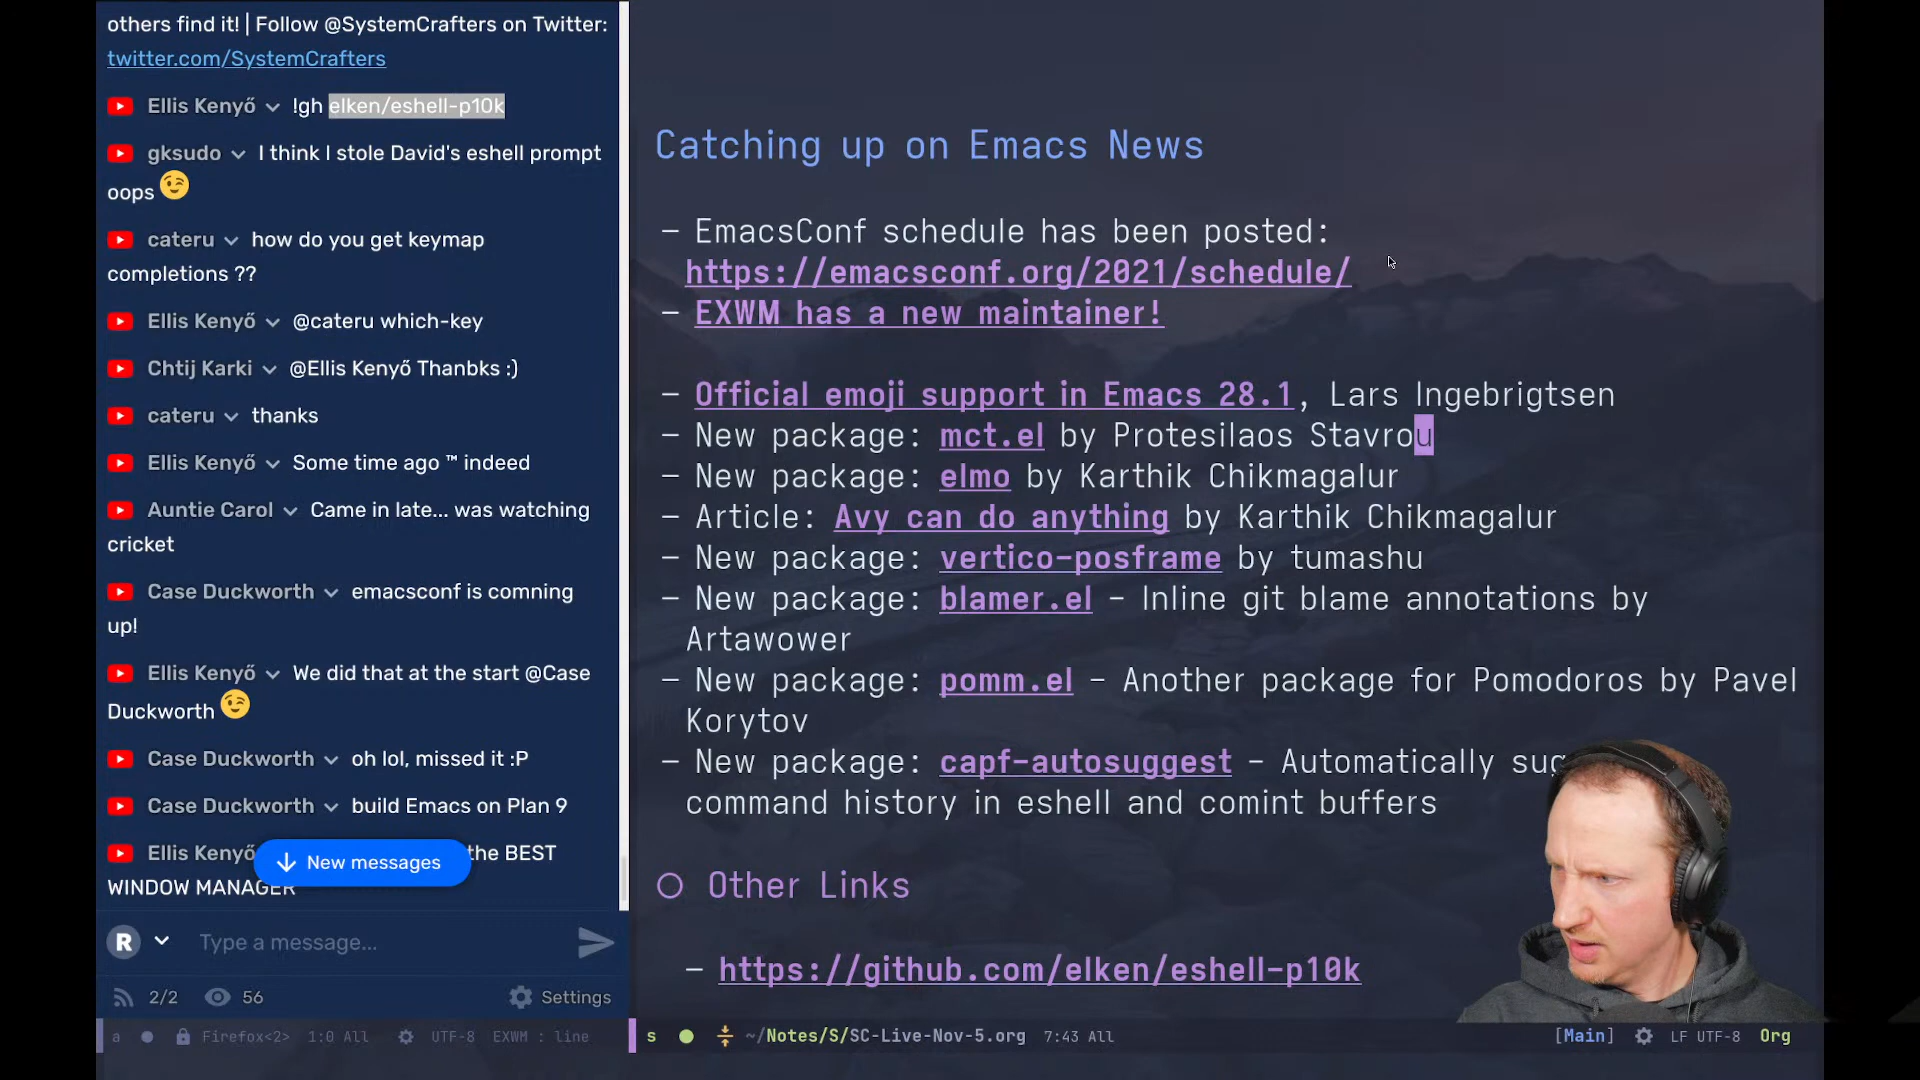 others find it! | Follow @SystemCrafters on Twitter:
twitter.com/SystemCrafters
Ellis Kenyő !gh elken/eshell-p10k
gksudo I think I stole David's eshell prompt
oops 😉
cateru how do you get keymap
completions ??
Ellis Kenyő @cateru which-key
Chtij Karki @Ellis Kenyő Thanbks :)
cateru thanks
Ellis Kenyő Some time ago ™ indeed
Auntie Carol Came in late... was watching
cricket
Case Duckworth emacsconf is comning
up!
Ellis Kenyő We did that at the start @Case
Duckworth 😉
Case Duckworth oh lol, missed it :P
Case Duckworth build Emacs on Plan 9
Ellis Kenyő the BEST
WINDOW MANAGER
New messages
R Type a message...
2/2 56 Settings
a Firefox<2> 1:0 All UTF-8 EXWM : line
Catching up on Emacs News
- EmacsConf schedule has been posted:
https://emacsconf.org/2021/schedule/
- EXWM has a new maintainer!
- Official emoji support in Emacs 28.1, Lars Ingebrigtsen
- New package: mct.el by Protesilaos Stavrou
- New package: elmo by Karthik Chikmagalur
- Article: Avy can do anything by Karthik Chikmagalur
- New package: vertico-posframe by tumashu
- New package: blamer.el - Inline git blame annotations by
Artawower
- New package: pomm.el - Another package for Pomodoros by Pavel
Korytov
- New package: capf-autosuggest - Automatically
command history in eshell and comint buffers
Other Links
- https://github.com/elken/eshell-p10k
s ~/Notes/S/SC-Live-Nov-5.org 7:43 All [Main] LF UTF-8 Org